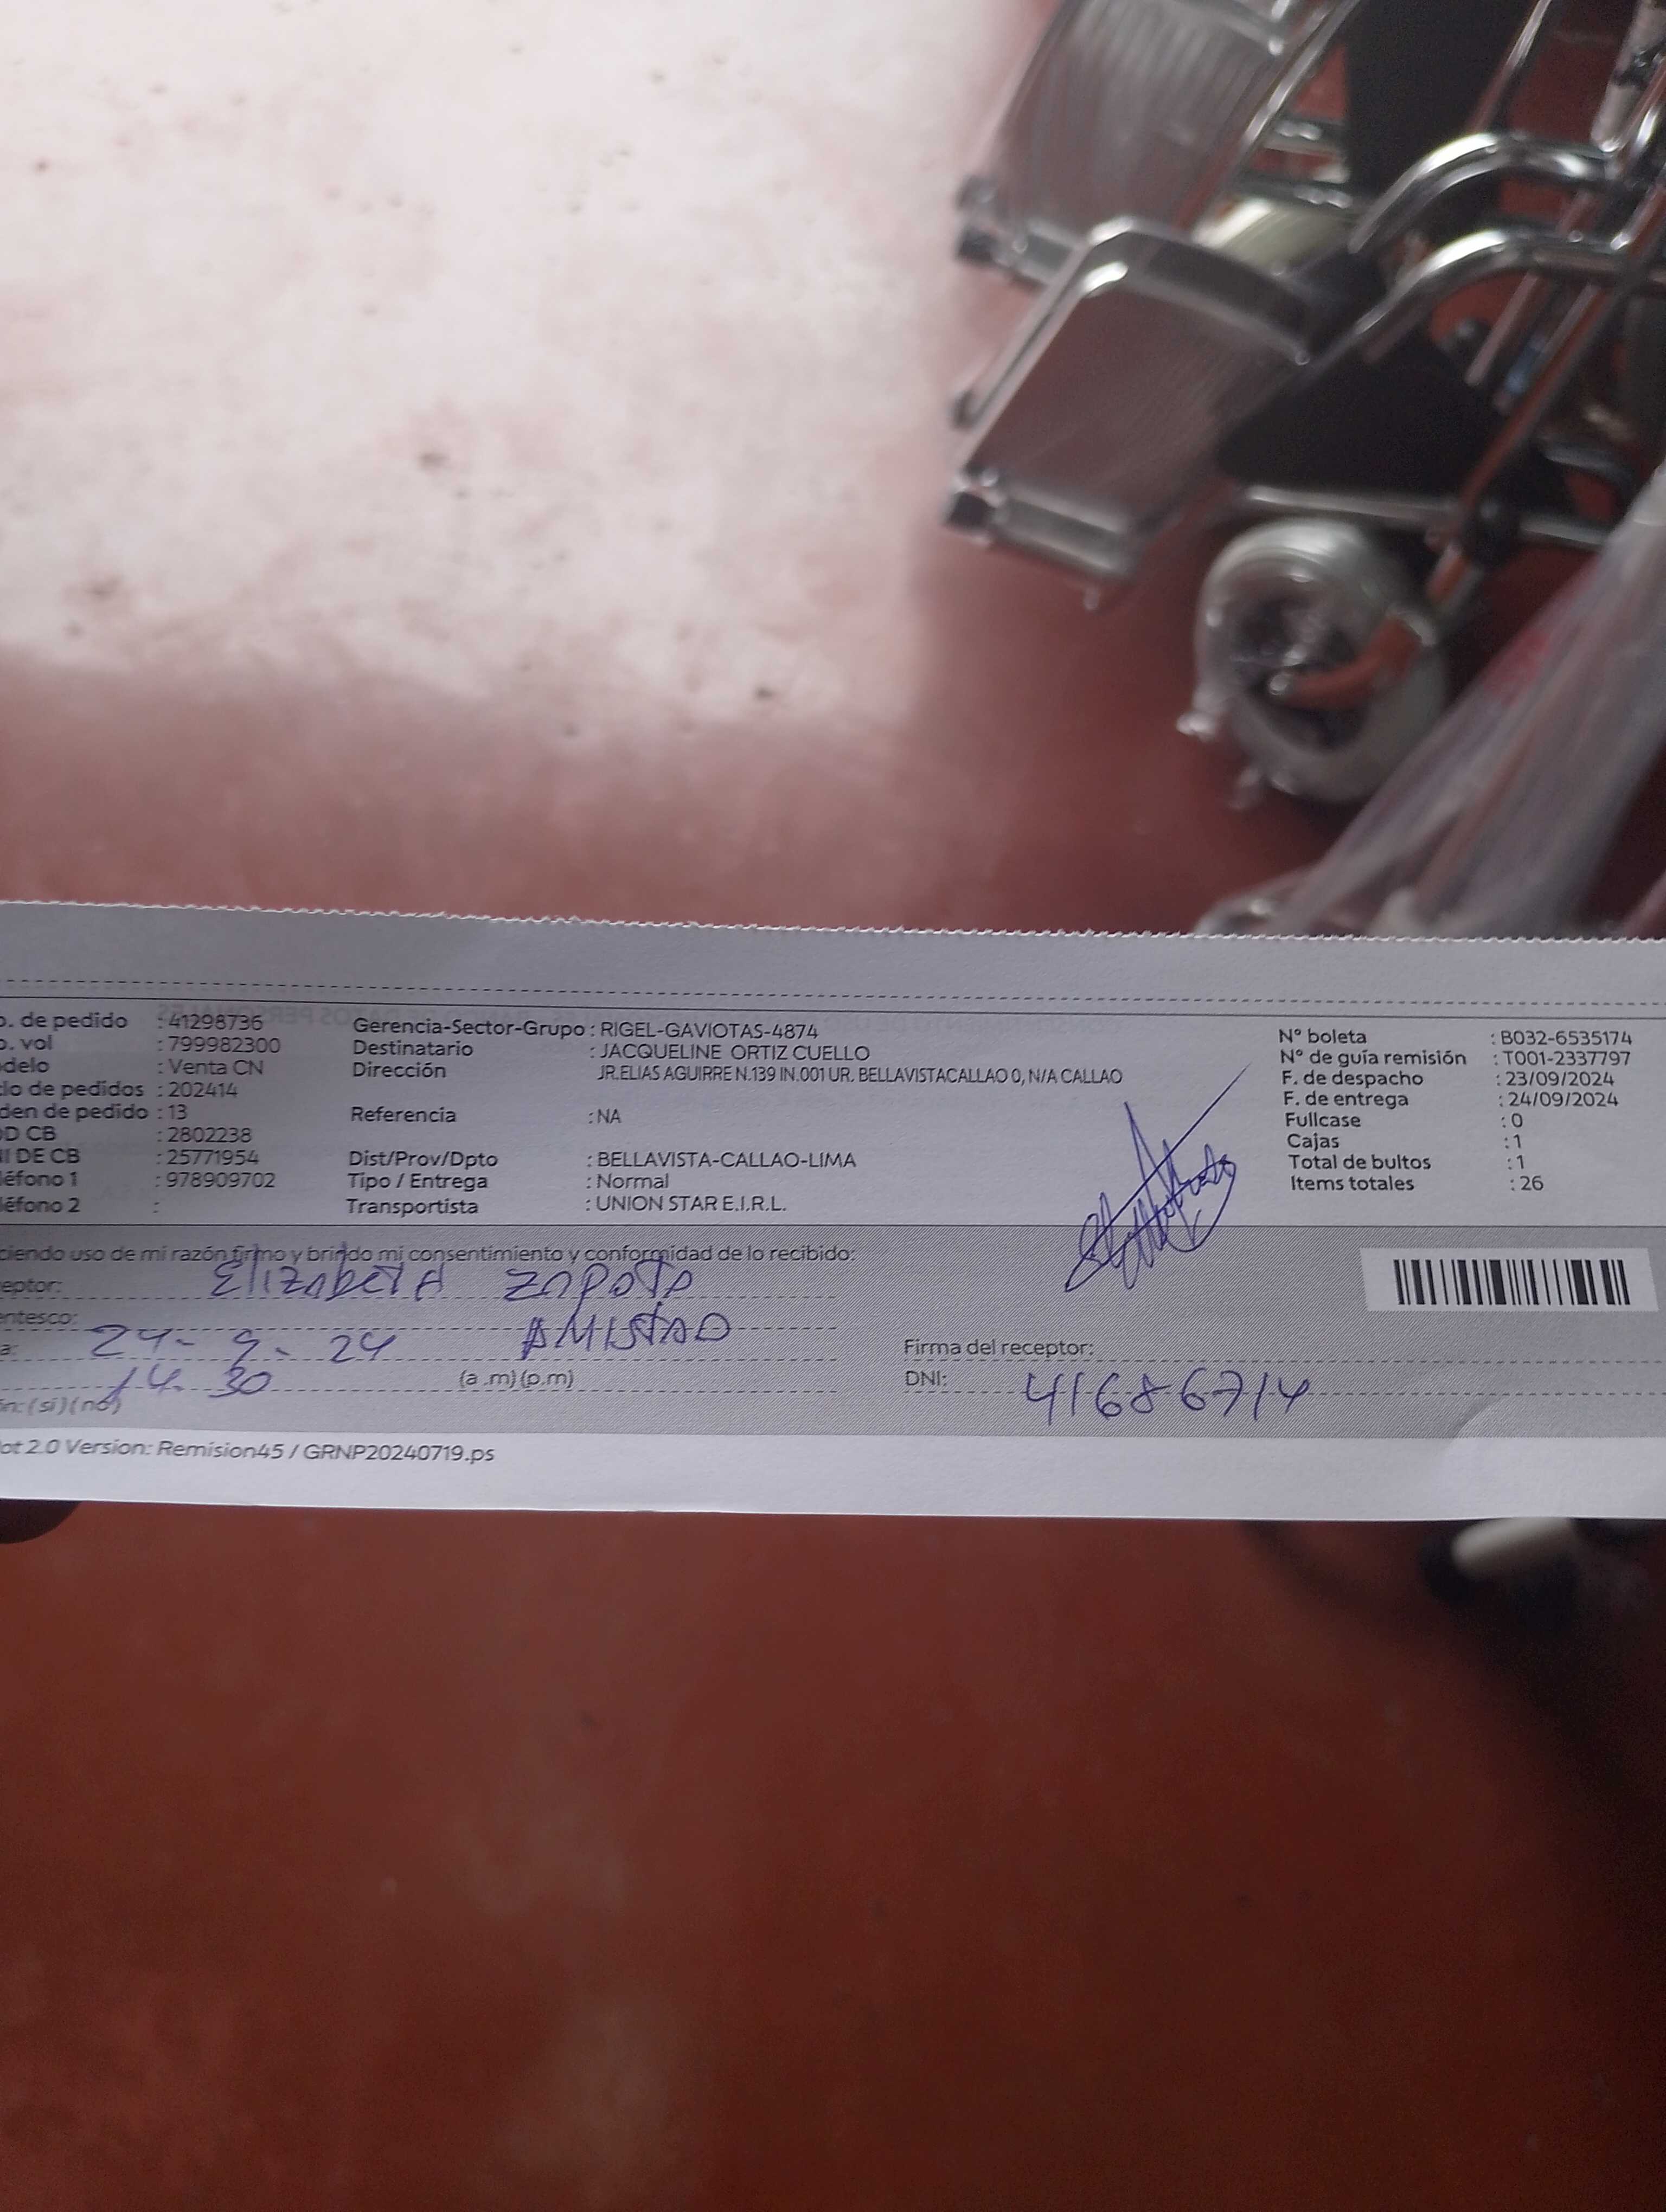 o. de pedido : 41298736 Gerencia-Sector-Grupo : RIGEL-GAVIOTAS-4874 N° boleta : B032-6535174
o. vol : 799982300 Destinatario : JACQUELINE ORTIZ CUELLO N° de guía remisión : T001-2337797
delo : Venta CN Dirección JR.ELIAS AGUIRRE N.139 IN.001 UR. BELLAVISTACALLAO 0, N/A CALLAO F. de despacho : 23/09/2024
clo de pedidos : 202414 F. de entrega : 24/09/2024
den de pedido : 13 Referencia : NA Fullcase : 0
D CB : 2802238 Cajas : 1
NI DE CB : 25771954 Dist/Prov/Dpto : BELLAVISTA-CALLAO-LIMA Total de bultos : 1
léfono 1 : 978909702 Tipo / Entrega : Normal Items totales : 26
léfono 2 : Transportista : UNION STAR E.I.R.L.
ciendo uso de mi razón firmo y brindo mi consentimiento y conformidad de lo recibido:
eptor: Elizabeth Zapata
entesco: AMISTAD
a: 24- 9- 24 Firma del receptor:
14. 30 (a .m) (p.m) DNI: 41686714
n: (si) (no)
ot 2.0 Version: Remision45 / GRNP20240719.ps